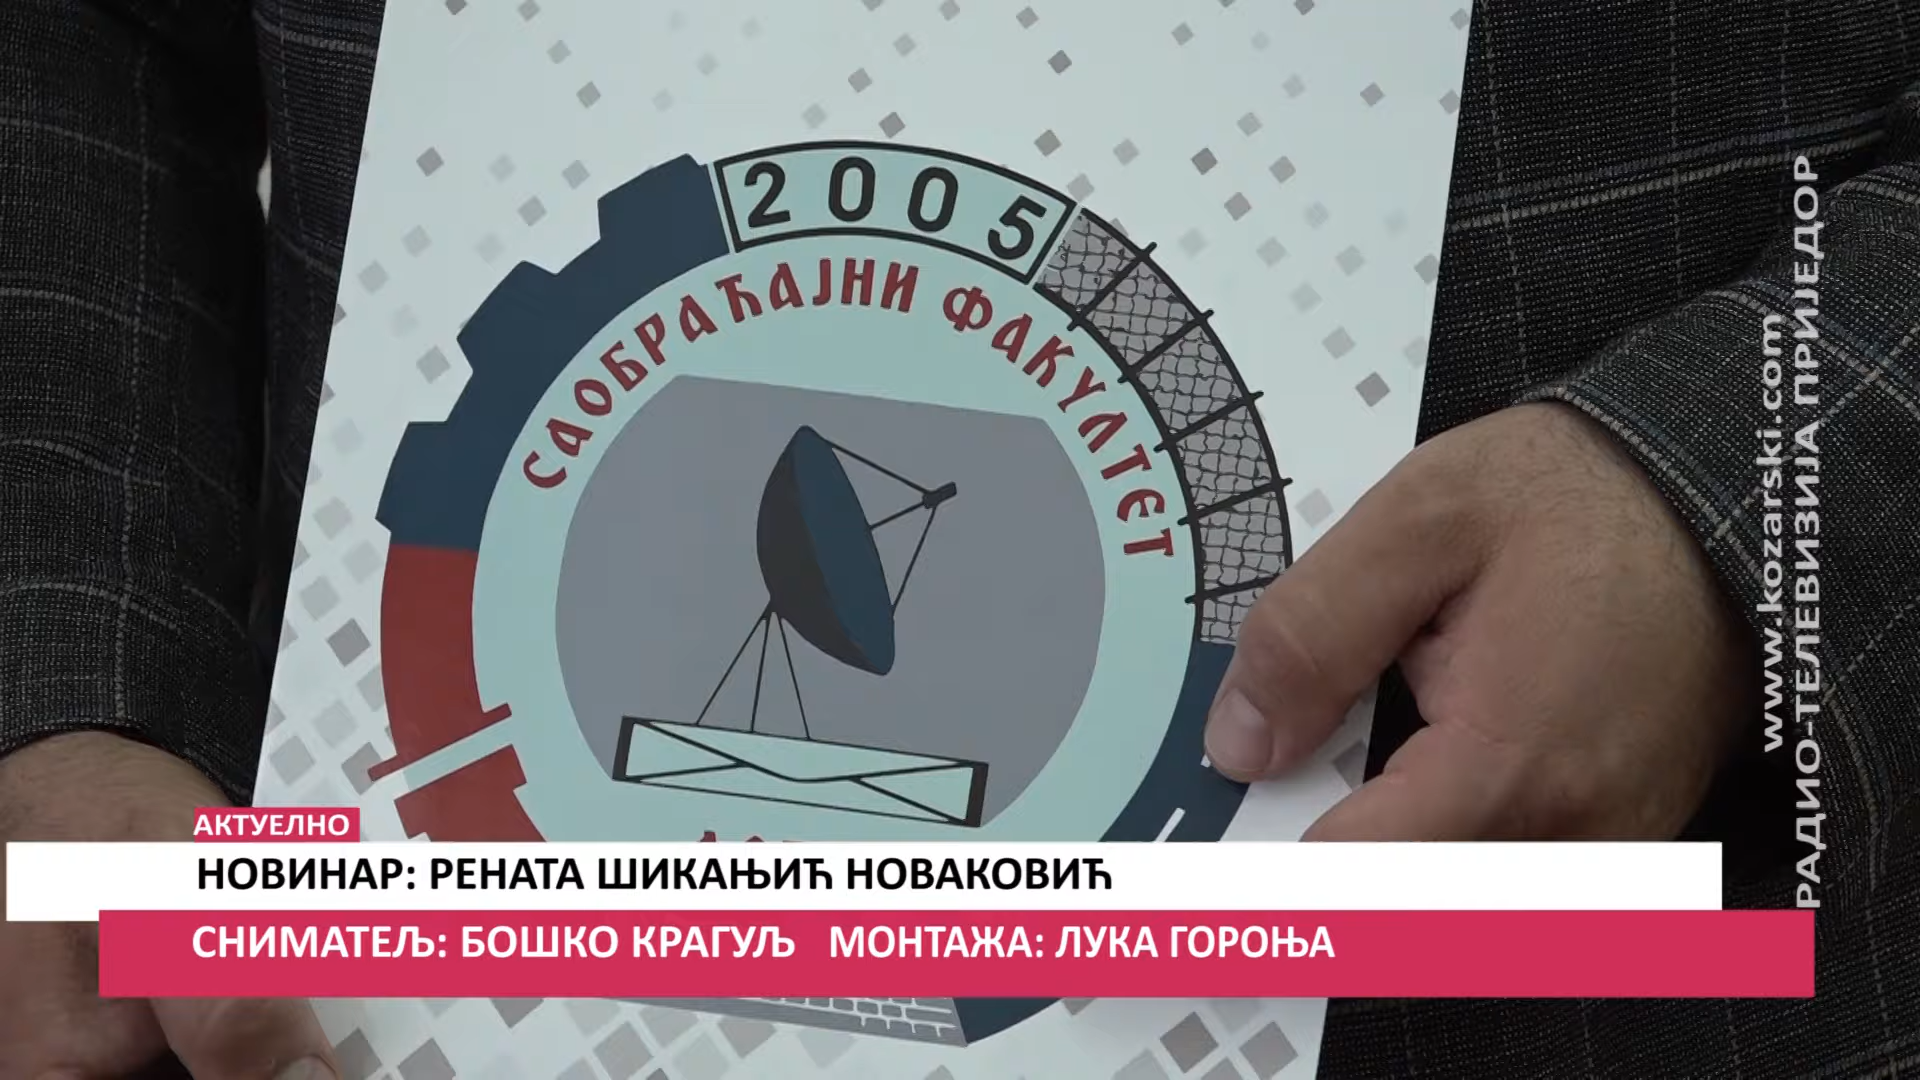 2005
САОБРАЋАЈНИ ФАКУЛТЕТ
АКТУЕЛНО
НОВИНАР: РЕНАТА ШИКАЊИЋ НОВАКОВИЋ
СНИМАТЕЉ: БОШКО КРАГУЉ МОНТАЖА: ЛУКА ГОРОЊА
www.kozarski.com
РАДИО-ТЕЛЕВИЗИЈА ПРИЈЕДОР